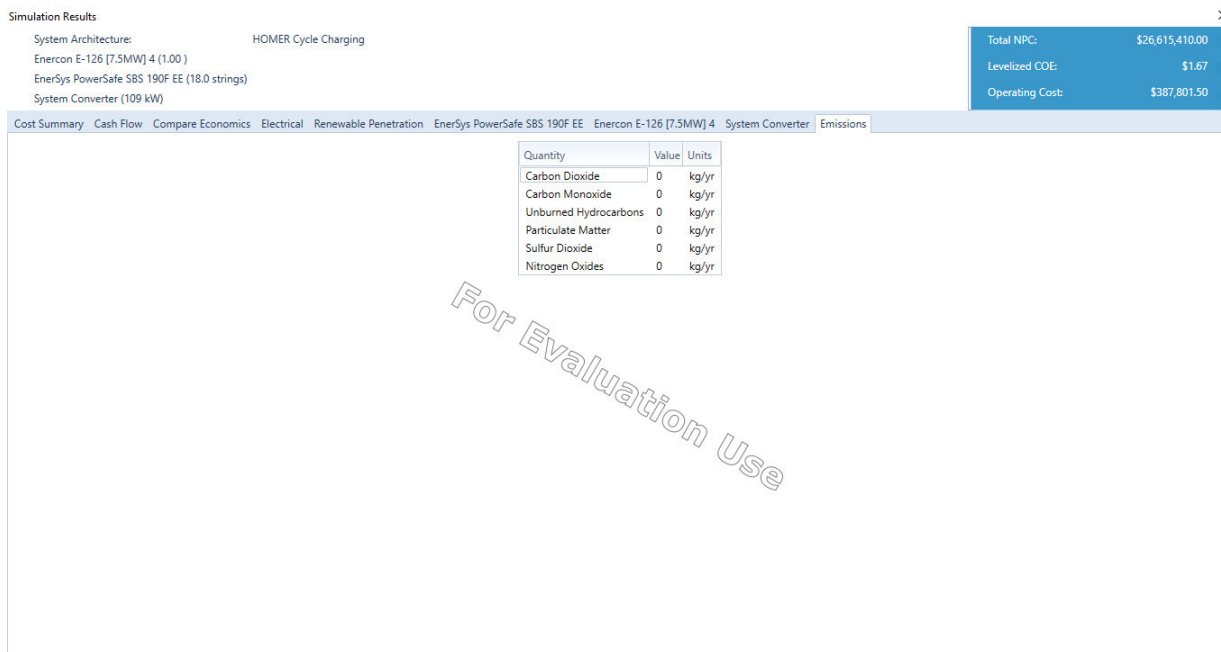 Simulation Results
System Architecture: HOMER Cycle Charging
Enercon E-126 [7.5MW] 4 (1.00 )
EnerSys PowerSafe SBS 190F EE (18.0 strings)
System Converter (109 kW)
Total NPC: $26,615,410.00
Levelized COE: $1.67
Operating Cost: $387,801.50
Cost Summary Cash Flow Compare Economics Electrical Renewable Penetration EnerSys PowerSafe SBS 190F EE Enercon E-126 [7.5MW] 4 System Converter Emissions
Quantity Value Units
Carbon Dioxide 0 kg/yr
Carbon Monoxide 0 kg/yr
Unburned Hydrocarbons 0 kg/yr
Particulate Matter 0 kg/yr
Sulfur Dioxide 0 kg/yr
Nitrogen Oxides 0 kg/yr
For Evaluation Use